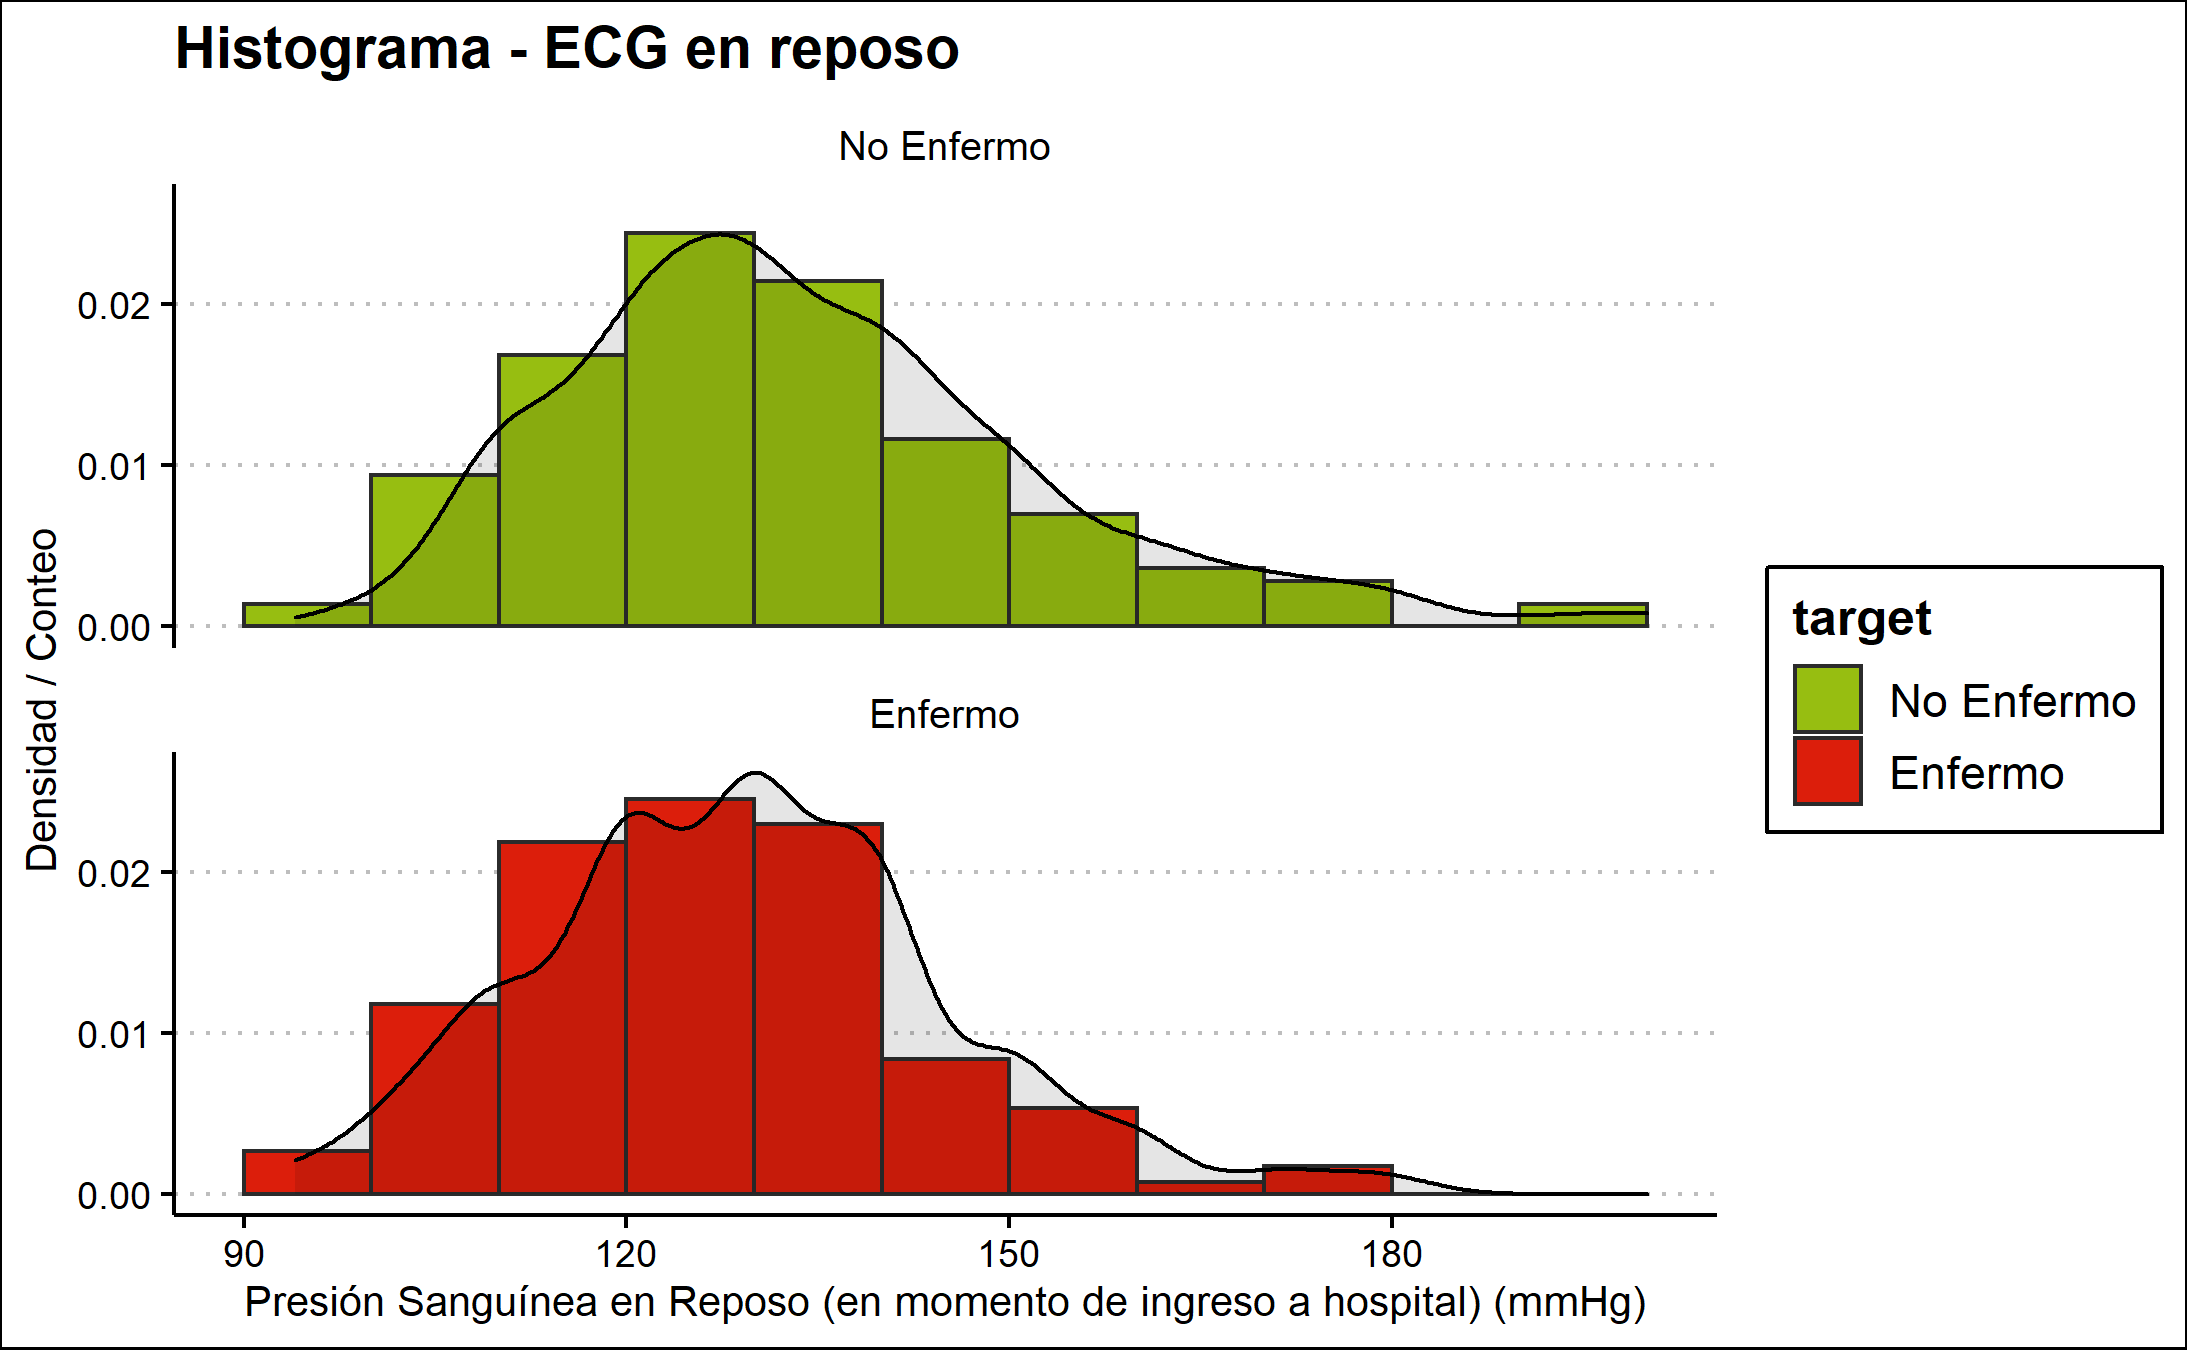 Histograma - ECG en reposo
No Enfermo
0.02
0.01
0.00
Densidad / Conteo
Enfermo
0.02
0.01
0.00
90 120 150 180
Presión Sanguínea en Reposo (en momento de ingreso a hospital) (mmHg)
target
No Enfermo
Enfermo